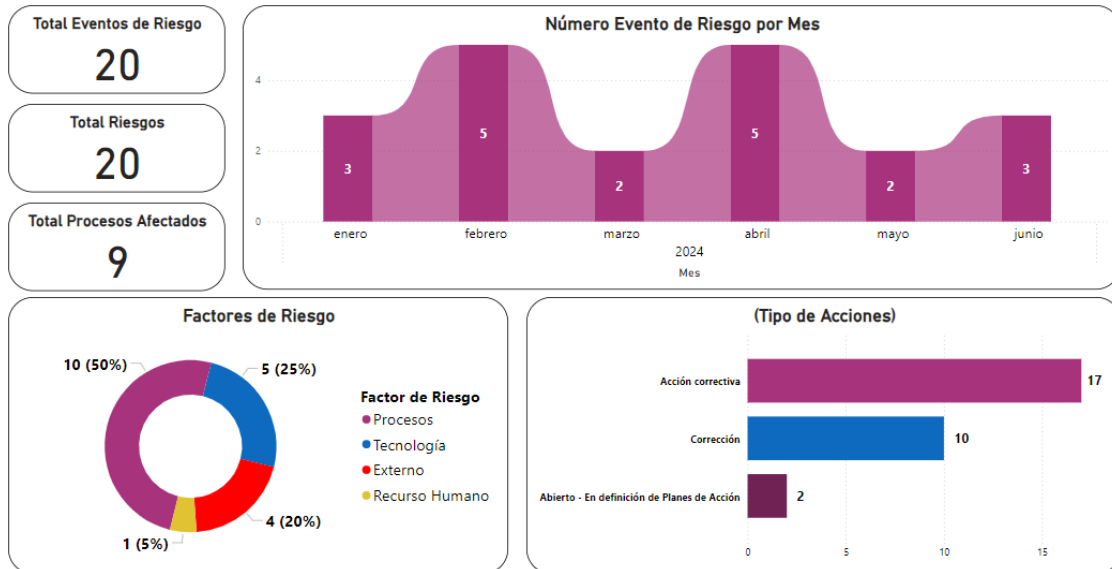 Total Eventos de Riesgo
20
Total Riesgos
20
Total Procesos Afectados
9
Número Evento de Riesgo por Mes
4
2
0
3
5
2
5
2
3
enero
febrero
marzo
abril
mayo
junio
2024
Mes
Factores de Riesgo
10 (50%)
5 (25%)
4 (20%)
1 (5%)
Factor de Riesgo
Procesos
Tecnología
Externo
Recurso Humano
(Tipo de Acciones)
Acción correctiva
17
Corrección
10
Abierto - En definición de Planes de Acción
2
0
5
10
15